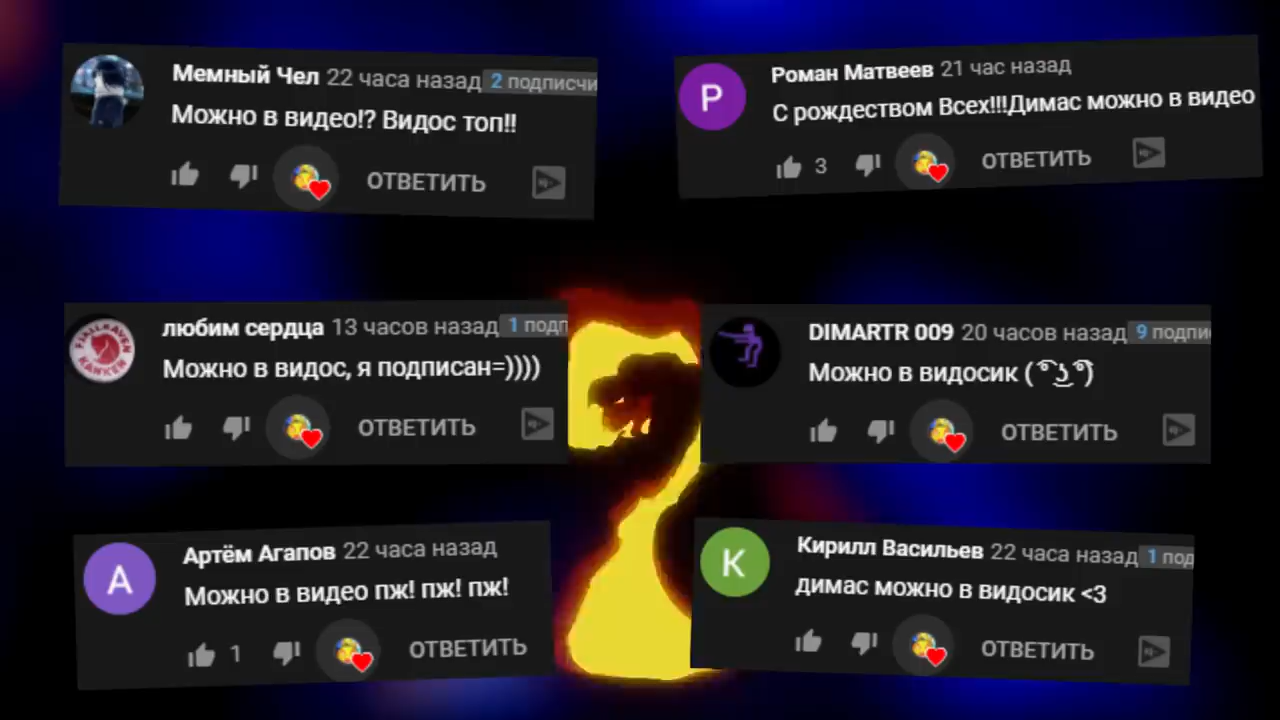 Мемный Чел 22 часа назад 2 подписчи
Можно в видео!? Видос топ!!
ОТВЕТИТЬ
Роман Матвеев 21 час назад
С рождеством Всех!!!Димас можно в видео
3 ОТВЕТИТЬ
любим сердца 13 часов назад 1 подп
Можно в видос, я подписан=))))
ОТВЕТИТЬ
FJALLRAVEN
KANKEN
DIMARTR 009 20 часов назад 9 подпи
Можно в видосик ( ͡° ͜ʖ ͡°)
ОТВЕТИТЬ
А
Артём Агапов 22 часа назад
Можно в видео пж! пж! пж!
1 ОТВЕТИТЬ
К
Кирилл Васильев 22 часа назад 1 под
димас можно в видосик <3
ОТВЕТИТЬ
Р
2